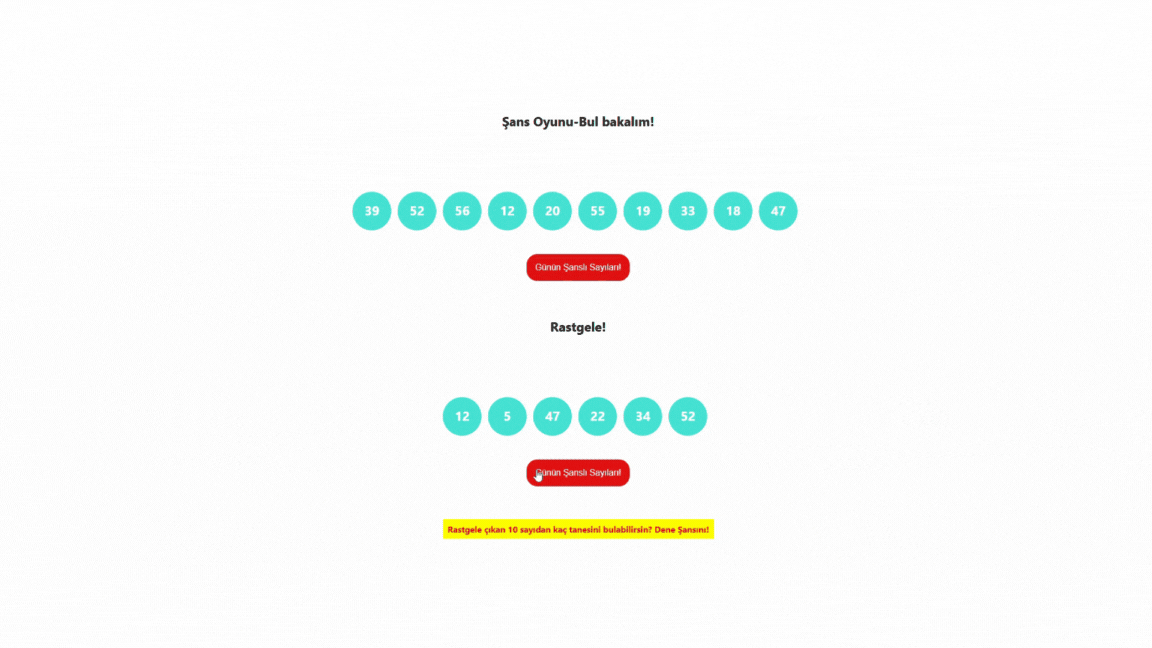 Şans Oyunu-Bul bakalım!
39 52 56 12 20 55 19 33 18 47
Günün Şanslı Sayıları!
Rastgele!
12 5 47 22 34 52
Günün Şanslı Sayıları!
Rastgele çıkan 10 sayıdan kaç tanesini bulabilirsin? Dene Şansını!